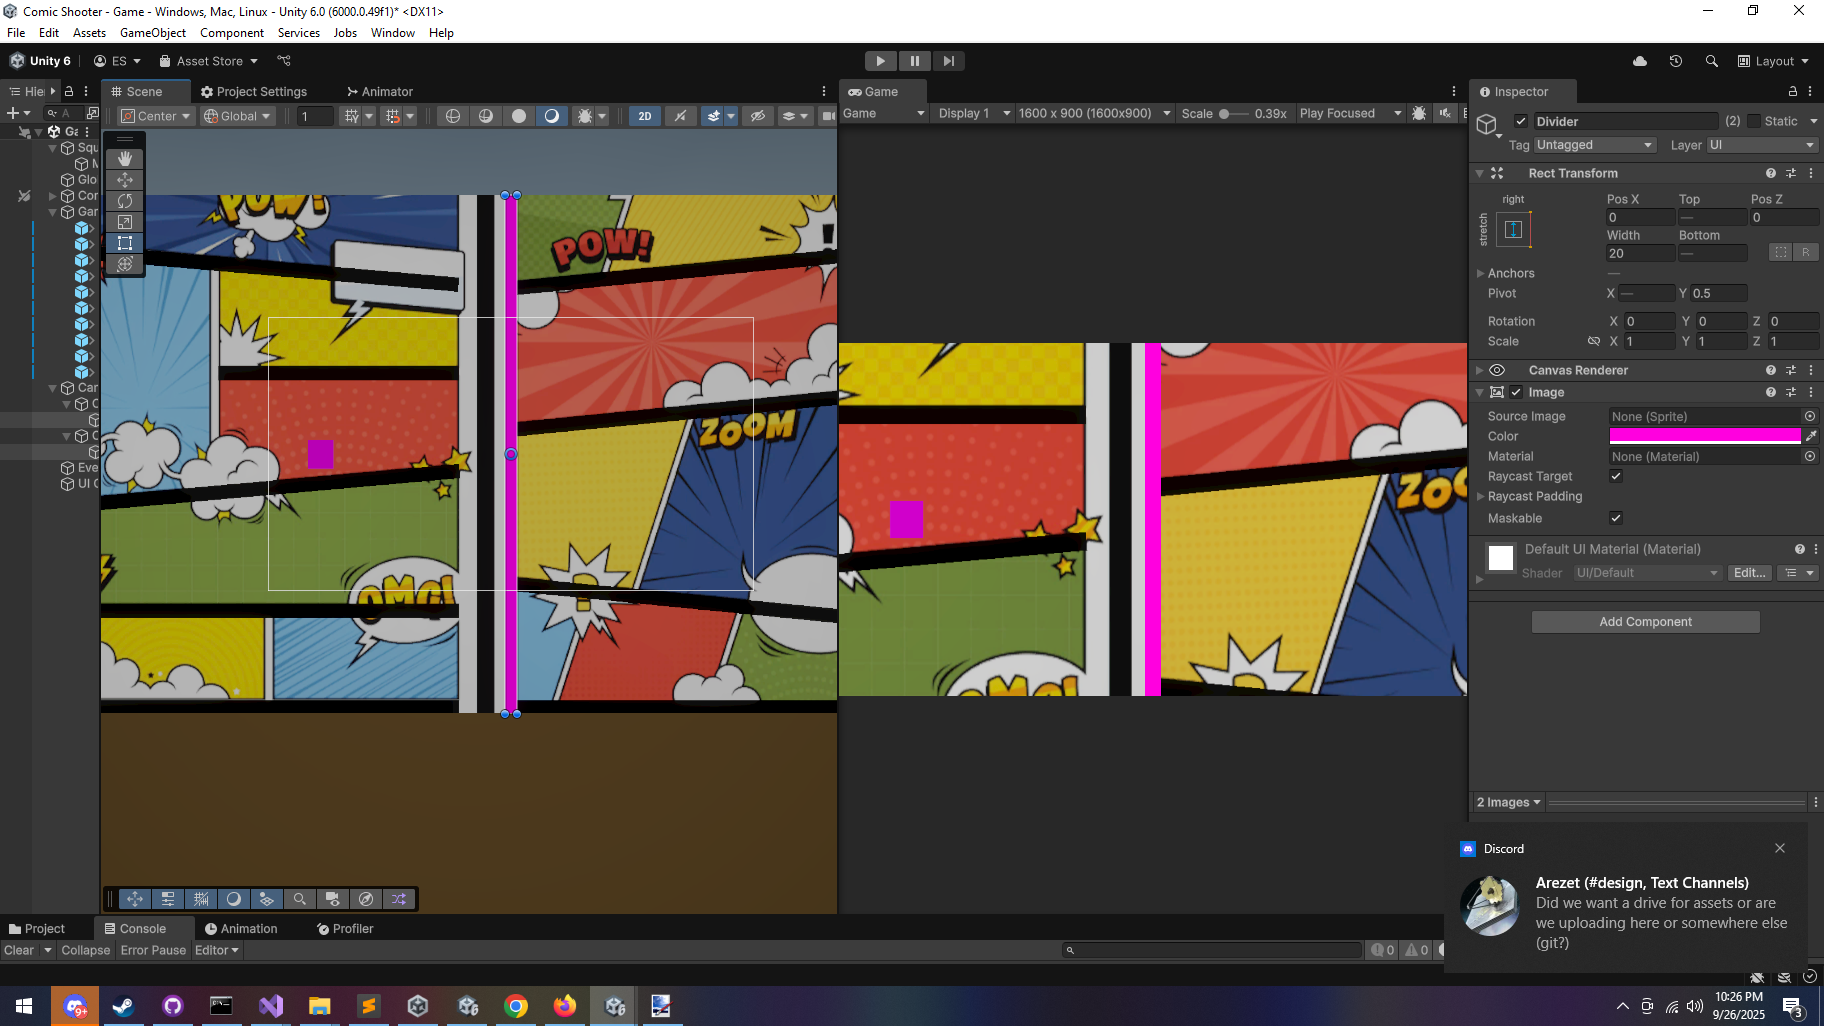 Comic Shooter - Game - Windows, Mac, Linux - Unity 6.0 (6000.0.49f1)* <DX11>
File Edit Assets GameObject Component Services Jobs Window Help
Unity 6 ES Asset Store Layout
Hie Scene Project Settings Animator Game Inspector
A Center Global 1 2D Game Display 1 1600 x 900 (1600x900) Scale 0.39x Play Focused
Divider (2) Static
Tag Untagged Layer UI
Ga
Squ
M
Glo
Cor
Gar
Car
C
C
Eve
UI C
POW!
POW!
ZOOM
OMG!
ZOO
OMG!
Rect Transform
right
stretch
Pos X Top Pos Z
0 — 0
Width Bottom
20 — R
Anchors —
Pivot X — Y 0.5
Rotation X 0 Y 0 Z 0
Scale X 1 Y 1 Z 1
Canvas Renderer
Image
Source Image None (Sprite)
Color
Material None (Material)
Raycast Target
Raycast Padding
Maskable
Default UI Material (Material)
Shader UI/Default Edit...
Add Component
2 Images
Discord
Arezet (#design, Text Channels)
Did we want a drive for assets or are
we uploading here or somewhere else
(git?)
Project Console Animation Profiler
Clear Collapse Error Pause Editor 0 0
9+
10:26 PM
9/26/2025
3